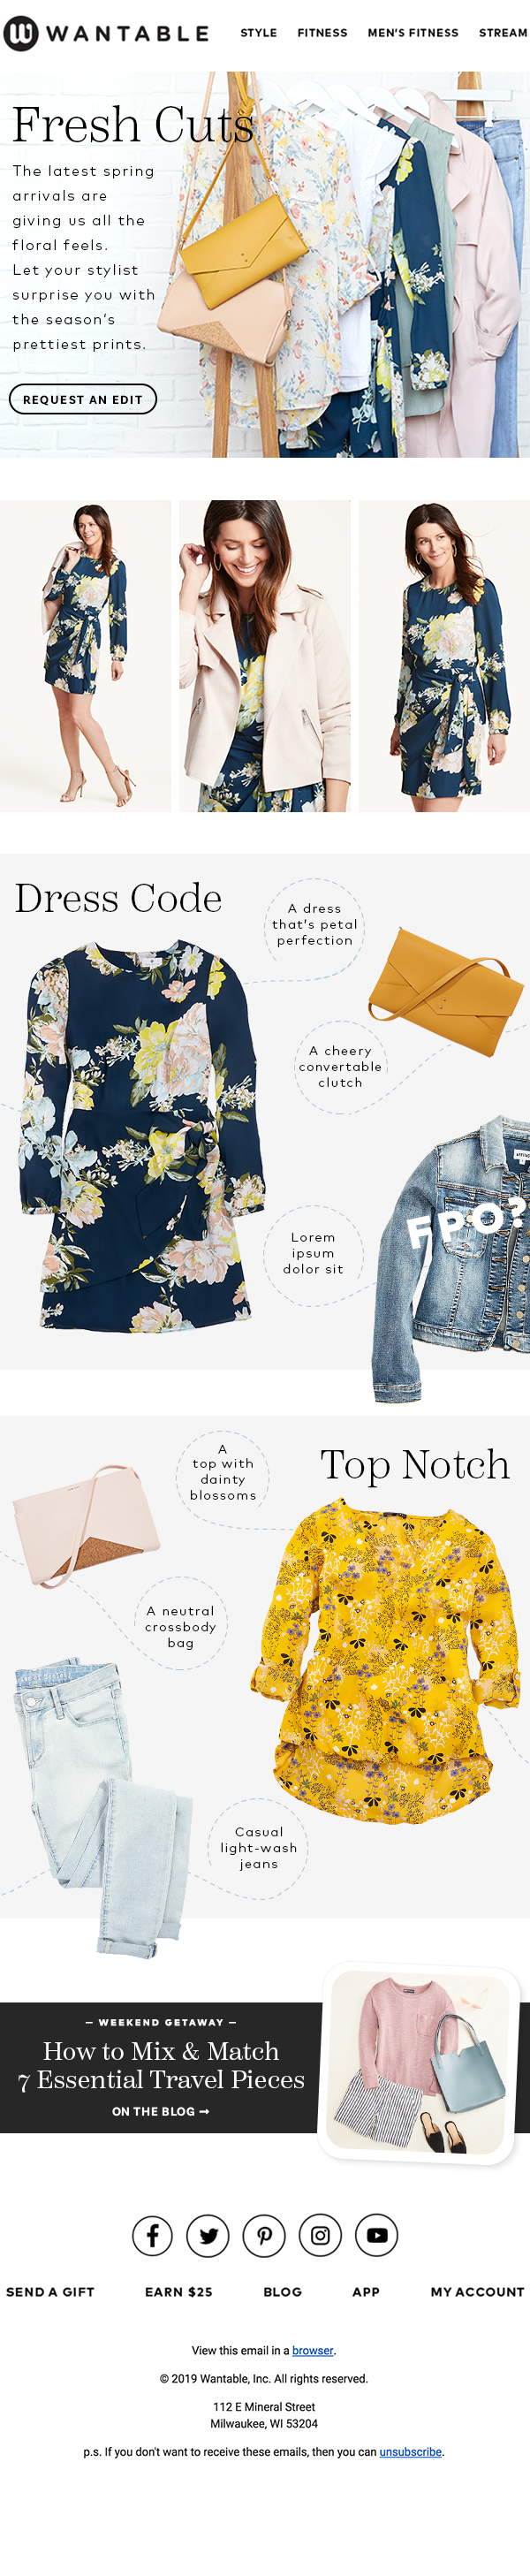 WANTABLE
STYLE FITNESS MEN'S FITNESS STREAM
Fresh Cuts
The latest spring
arrivals are
giving us all the
floral feels.
Let your stylist
surprise you with
the season's
prettiest prints.
REQUEST AN EDIT
Dress Code
A dress
that's petal
perfection
A cheery
convertable
clutch
FPO?
Lorem
ipsum
dolor sit
Top Notch
A
top with
dainty
blossoms
A neutral
crossbody
bag
Casual
light-wash
jeans
— WEEKEND GETAWAY —
How to Mix & Match
7 Essential Travel Pieces
ON THE BLOG ➞
SEND A GIFT EARN $25 BLOG APP MY ACCOUNT
View this email in a browser.
© 2019 Wantable, Inc. All rights reserved.
112 E Mineral Street
Milwaukee, WI 53204
p.s. If you don't want to receive these emails, then you can unsubscribe.